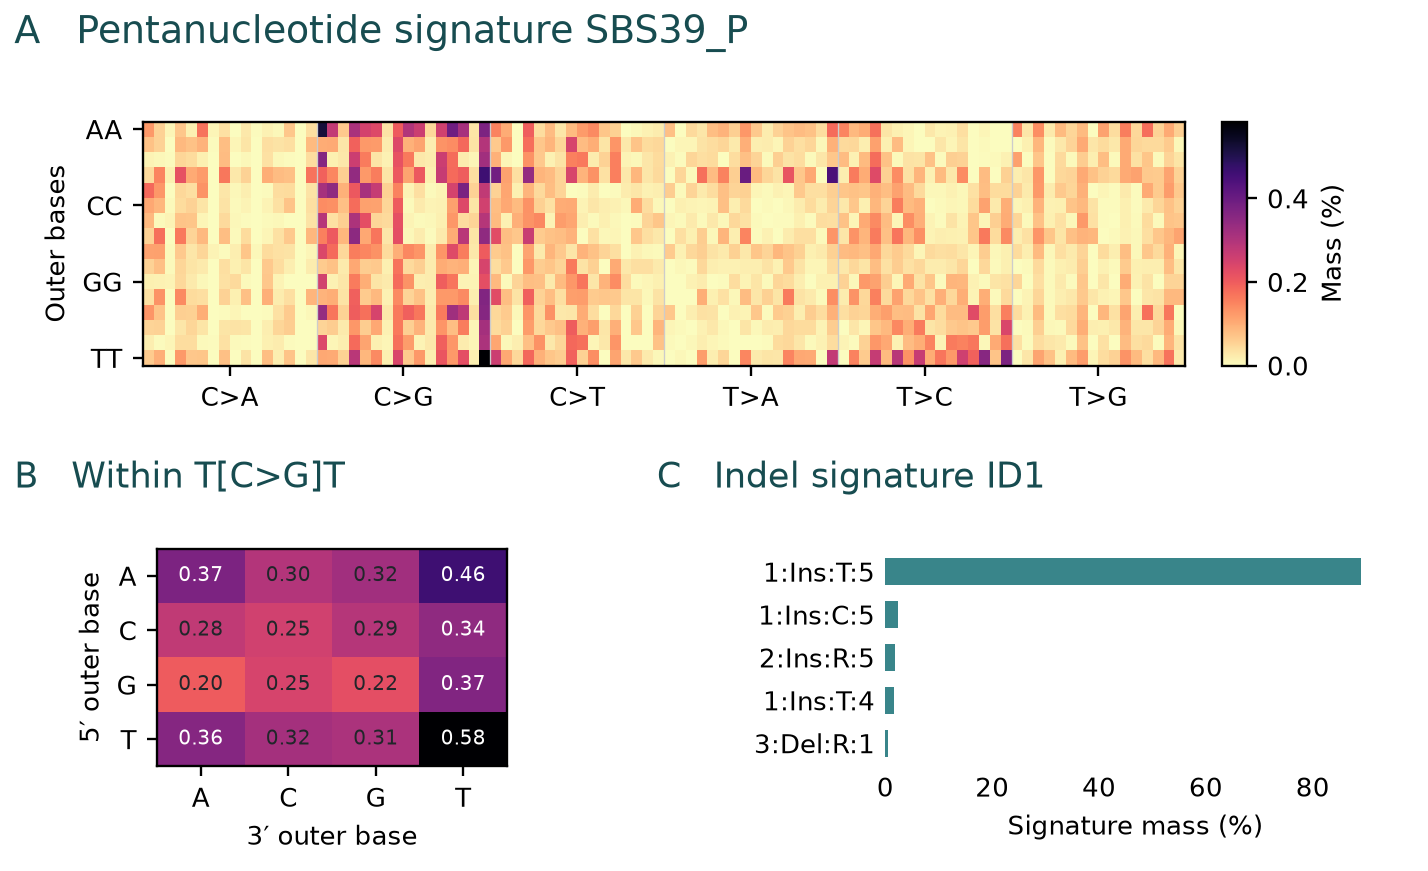 A Pentanucleotide signature SBS39_P
Outer bases
AA
CC
GG
TT
C>A C>G C>T T>A T>C T>G
0.4
0.2
0.0
Mass (%)
B Within T[C>G]T
5′ outer base
A 0.37 0.30 0.32 0.46
C 0.28 0.25 0.29 0.34
G 0.20 0.25 0.22 0.37
T 0.36 0.32 0.31 0.58
A C G T
3′ outer base
C Indel signature ID1
1:Ins:T:5
1:Ins:C:5
2:Ins:R:5
1:Ins:T:4
3:Del:R:1
0 20 40 60 80
Signature mass (%)